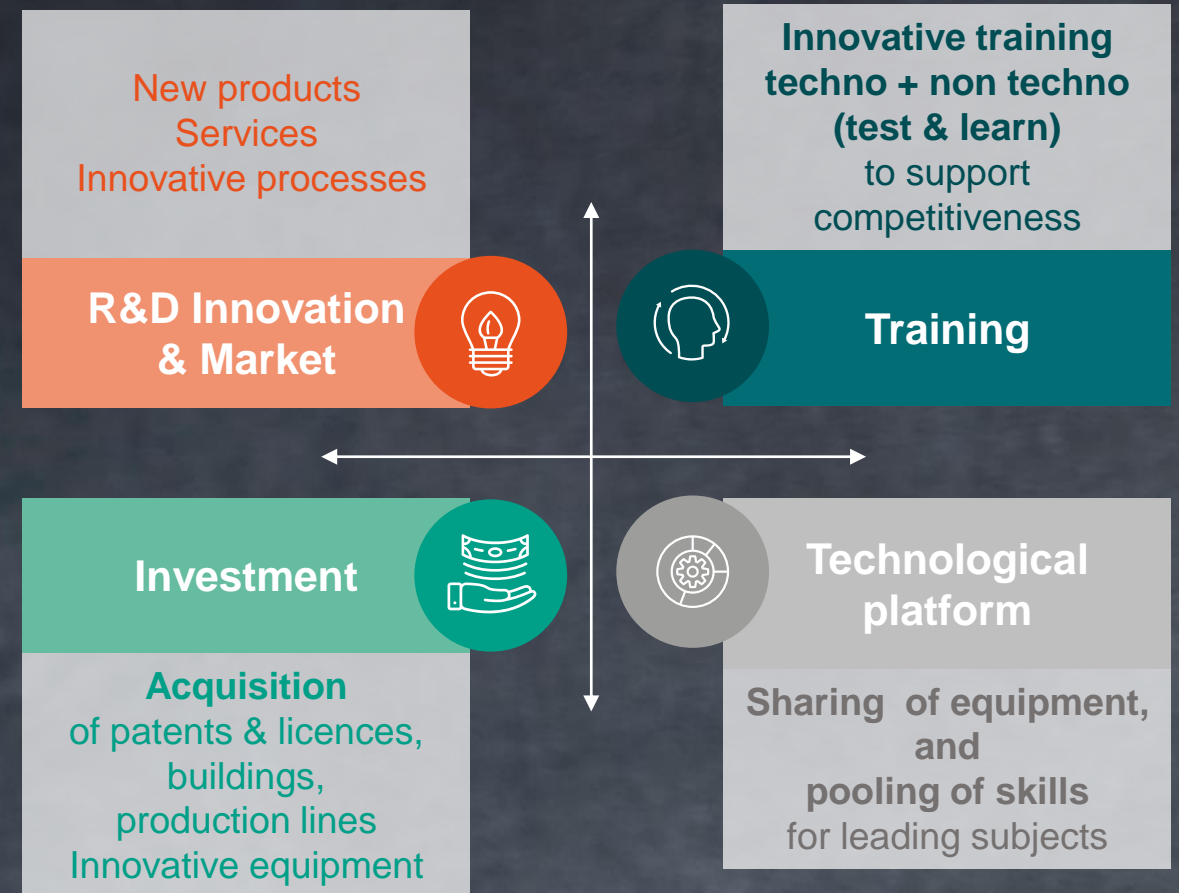 New products
Services
Innovative processes
R&D Innovation
& Market
Innovative training
techno + non techno
(test & learn)
to support
competitiveness
Training
Investment
Acquisition
of patents & licences,
buildings,
production lines
Innovative equipment
Technological
platform
Sharing of equipment,
and
pooling of skills
for leading subjects